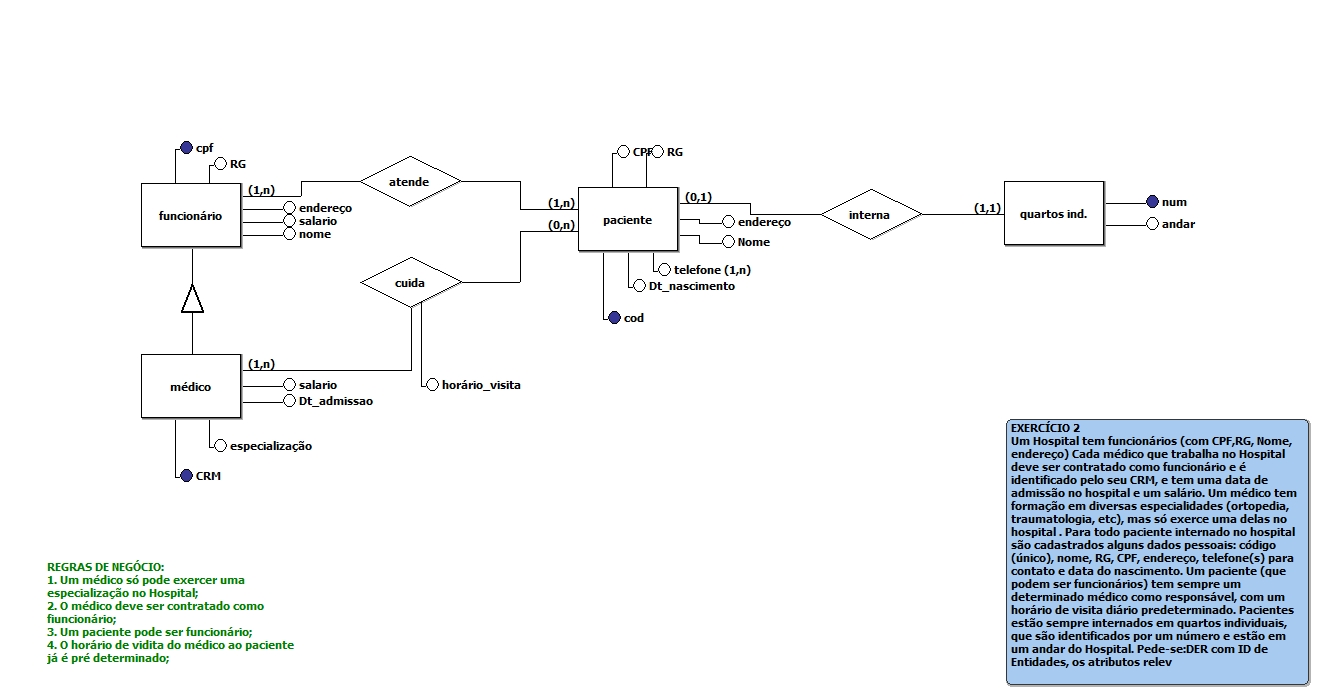 cpf
RG
CPF
RG
(1,n)
atende
(1,n)
(0,1)
funcionário
endereço
salario
nome
paciente
(0,n)
endereço
Nome
interna
(1,1)
quartos ind.
num
andar
telefone (1,n)
Dt_nascimento
cod
cuida
(1,n)
médico
salario
Dt_admissao
horário_visita
especialização
CRM
EXERCÍCIO 2
Um Hospital tem funcionários (com CPF,RG, Nome,
endereço) Cada médico que trabalha no Hospital
deve ser contratado como funcionário e é
identificado pelo seu CRM, e tem uma data de
admissão no hospital e um salário. Um médico tem
formação em diversas especialidades (ortopedia,
traumatologia, etc), mas só exerce uma delas no
hospital . Para todo paciente internado no hospital
são cadastrados alguns dados pessoais: código
(único), nome, RG, CPF, endereço, telefone(s) para
contato e data do nascimento. Um paciente (que
podem ser funcionários) tem sempre um
determinado médico como responsável, com um
horário de visita diário predeterminado. Pacientes
estão sempre internados em quartos individuais,
que são identificados por um número e estão em
um andar do Hospital. Pede-se:DER com ID de
Entidades, os atributos relev
REGRAS DE NEGÓCIO:
1. Um médico só pode exercer uma
especialização no Hospital;
2. O médico deve ser contratado como
fiuncionário;
3. Um paciente pode ser funcionário;
4. O horário de vidita do médico ao paciente
já é pré determinado;